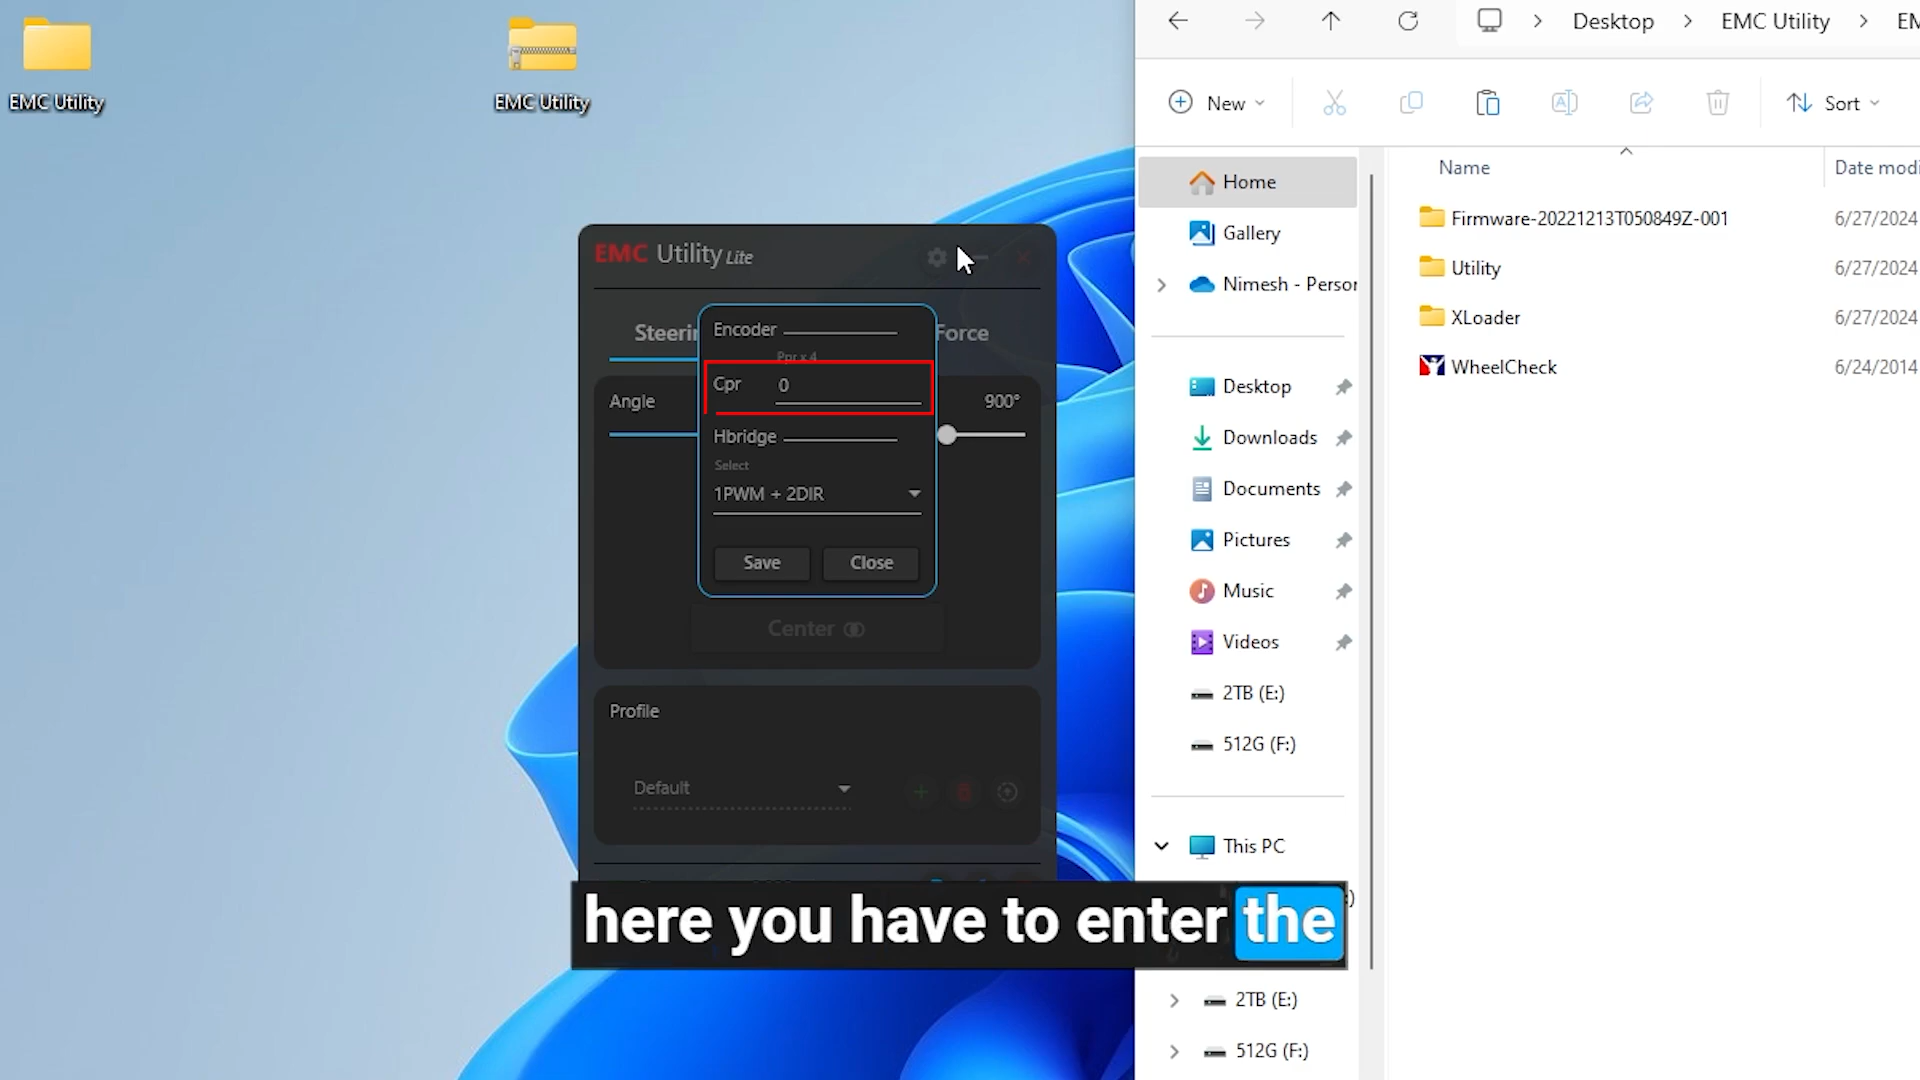 EMC Utility
EMC Utility
EMC Utility Lite
Steerin
Force
Encoder
Ppr x 4
Cpr 0
Angle
900°
Hbridge
Select
1PWM + 2DIR
Save
Close
Center
Profile
Default
here you have to enter the
Desktop > EMC Utility > EM
New
Sort
Name
Date modi
Home
Gallery
Nimesh - Person
Desktop
Downloads
Documents
Pictures
Music
Videos
2TB (E:)
512G (F:)
This PC
2TB (E:)
512G (F:)
Firmware-20221213T050849Z-001
6/27/2024
Utility
6/27/2024
XLoader
6/27/2024
WheelCheck
6/24/2014